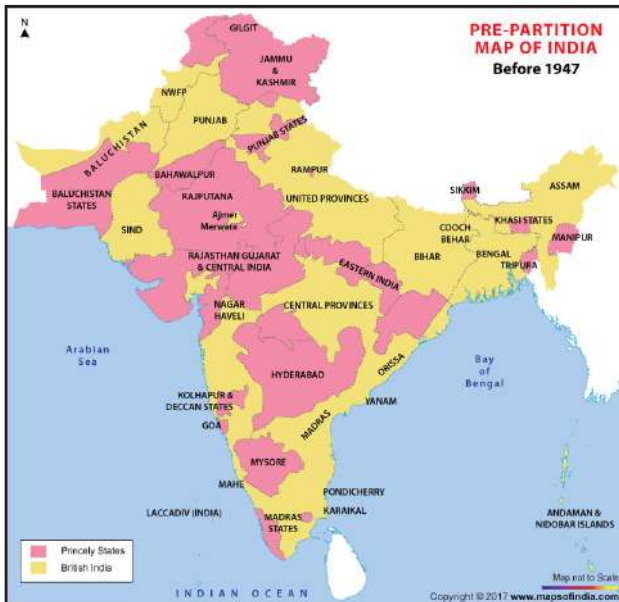 N
PRE-PARTITION
MAP OF INDIA
Before 1947
GILGIT
JAMMU
&
KASHMIR
NWFP
PUNJAB
BALUCHISTAN
PUNJAB STATES
BAHAWALPUR
RAMPUR
BALUCHISTAN
STATES
RAJPUTANA
UNITED PROVINCES
SIKKIM
ASSAM
SIND
Ajmer
Merwara
COOCH
BEHAR
KHASI STATES
MANIPUR
RAJASTHAN GUJARAT
& CENTRAL INDIA
EASTERN INDIA
BIHAR
BENGAL
TRIPURA
NAGAR
HAVELI
CENTRAL PROVINCES
Arabian
Sea
Bay
of
Bengal
HYDERABAD
ORISSA
KOLHAPUR &
DECCAN STATES
YANAM
GOA
MADRAS
MYSORE
MAHE
PONDICHERRY
LACCADIV (INDIA)
MADRAS
STATES
KARAIKAL
ANDAMAN &
NIDOBAR ISLANDS
Princely States
British India
Map not to Scale
INDIAN OCEAN
Copyright © 2017 www.mapsofindia.com